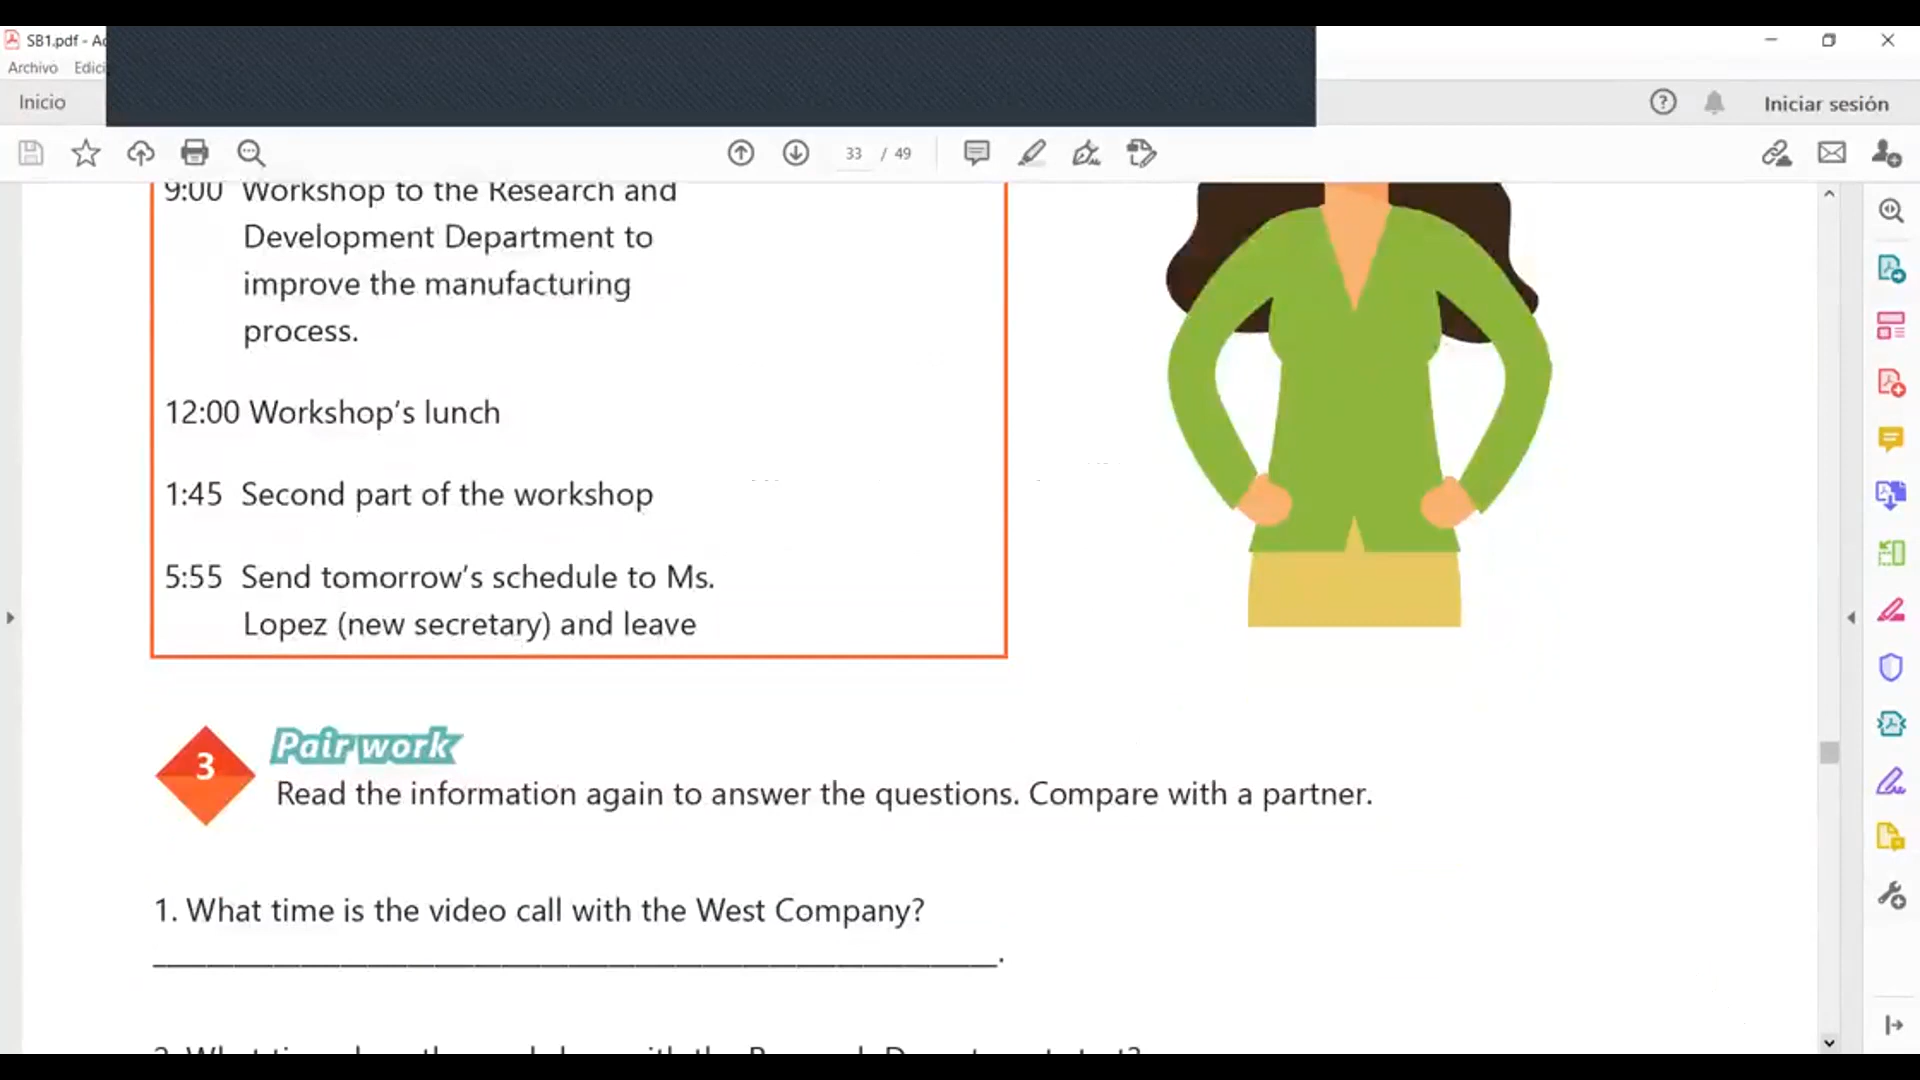 SB1.pdf - Ac
Archivo Edici
Inicio
Iniciar sesión
33 / 49
9:00 Workshop to the Research and
Development Department to
improve the manufacturing
process.
12:00 Workshop’s lunch
1:45 Second part of the workshop
5:55 Send tomorrow’s schedule to Ms.
Lopez (new secretary) and leave
3
Pair work
Read the information again to answer the questions. Compare with a partner.
1. What time is the video call with the West Company?